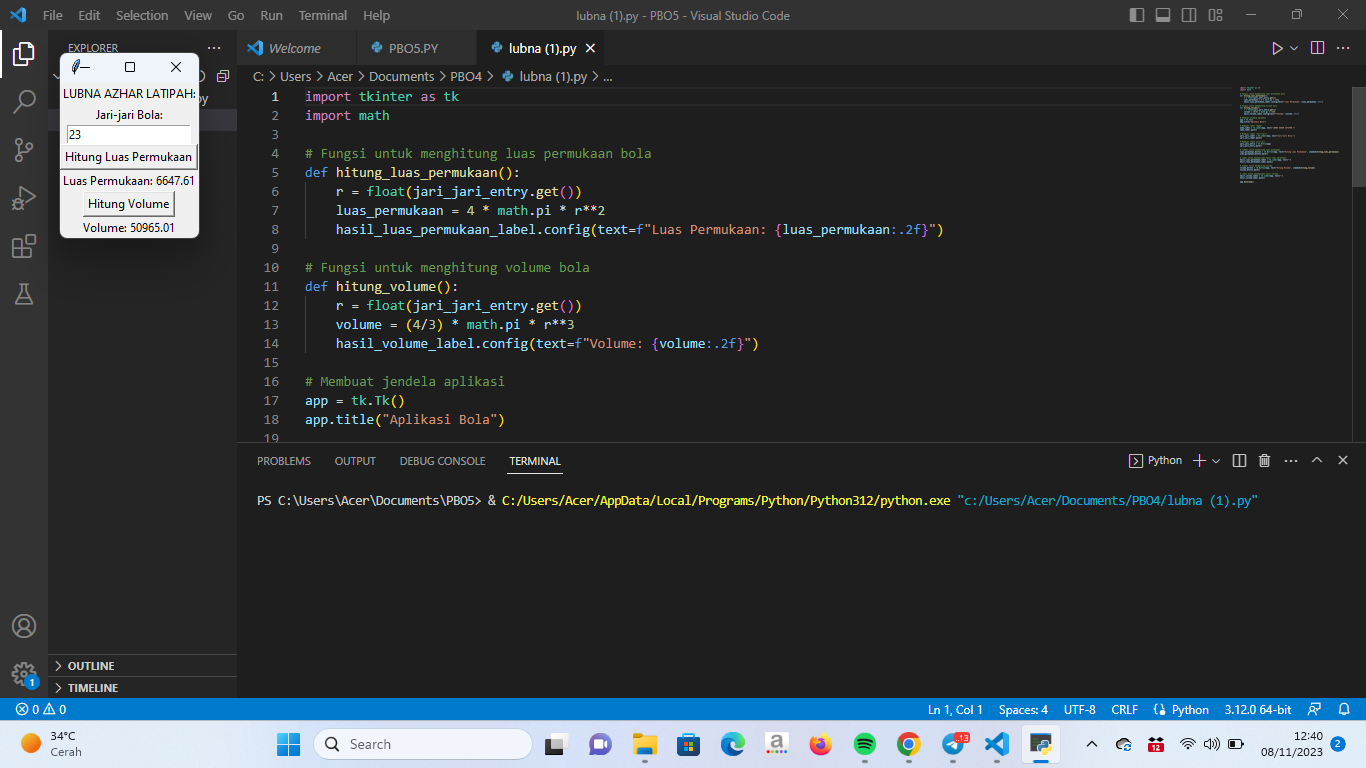 File Edit Selection View Go Run Terminal Help
lubna (1).py - PBO5 - Visual Studio Code
EXPLORER
LUBNA AZHAR LATIPAH:
Jari-jari Bola:
23
Hitung Luas Permukaan
Luas Permukaan: 6647.61
Hitung Volume
Volume: 50965.01
py
OUTLINE
TIMELINE
Welcome PBO5.PY lubna (1).py
C: > Users > Acer > Documents > PBO4 > lubna (1).py > ...
1 import tkinter as tk
2 import math
3
4 # Fungsi untuk menghitung luas permukaan bola
5 def hitung_luas_permukaan():
6 r = float(jari_jari_entry.get())
7 luas_permukaan = 4 * math.pi * r**2
8 hasil_luas_permukaan_label.config(text=f"Luas Permukaan: {luas_permukaan:.2f}")
9
10 # Fungsi untuk menghitung volume bola
11 def hitung_volume():
12 r = float(jari_jari_entry.get())
13 volume = (4/3) * math.pi * r**3
14 hasil_volume_label.config(text=f"Volume: {volume:.2f}")
15
16 # Membuat jendela aplikasi
17 app = tk.Tk()
18 app.title("Aplikasi Bola")
19
PROBLEMS OUTPUT DEBUG CONSOLE TERMINAL
Python
PS C:\Users\Acer\Documents\PBO5> & C:/Users/Acer/AppData/Local/Programs/Python/Python312/python.exe "c:/Users/Acer/Documents/PBO4/lubna (1).py"
1
0 0
Ln 1, Col 1 Spaces: 4 UTF-8 CRLF Python 3.12.0 64-bit
34°C
Cerah
Search
a
.13
12
12:40
08/11/2023
2